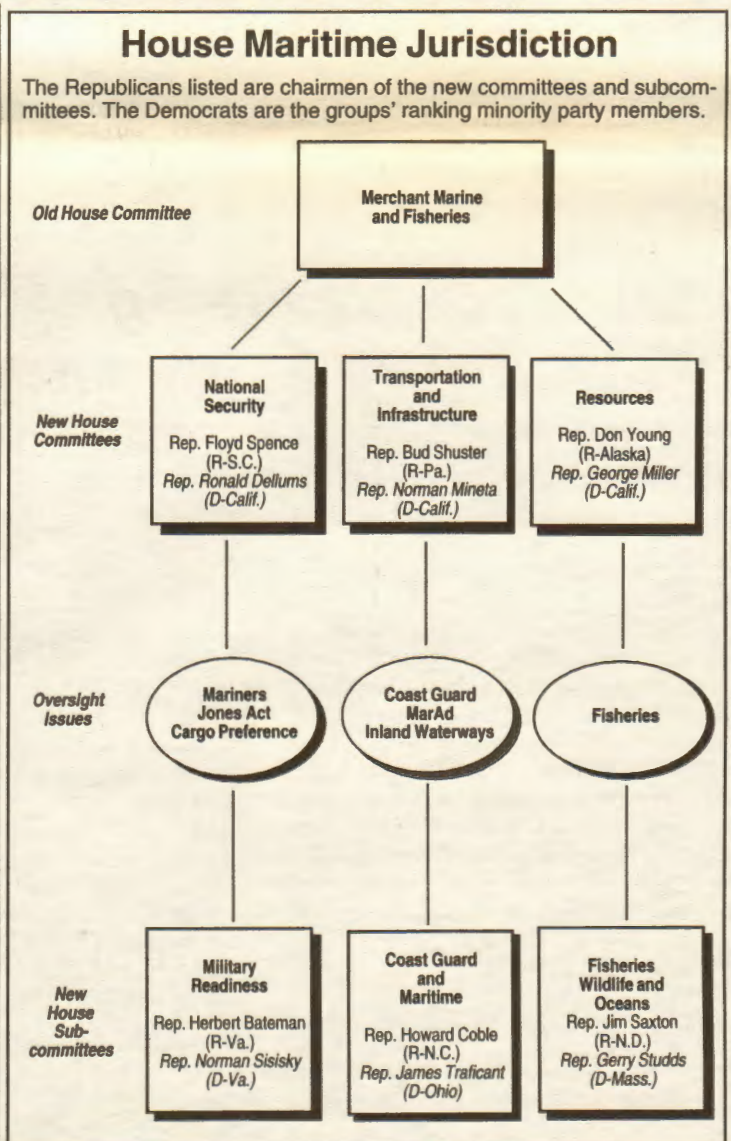 House Maritime Jurisdiction
The Republicans listed are chairmen of the new committees and subcom-
mittees. The Democrats are the groups' ranking minority party members.
Old House Committee
Merchant Marine
and Fisheries
New House
Committees
National
Security
Rep. Floyd Spence
(R-S.C.)
Rep. Ronald Dellums
(D-Calif.)
Transportation
and
Infrastructure
Rep. Bud Shuster
(R-Pa.)
Rep. Norman Mineta
(D-Calif.)
Resources
Rep. Don Young
(R-Alaska)
Rep. George Miller
(D-Calif.)
Oversight
Issues
Mariners
Jones Act
Cargo Preference
Coast Guard
MarAd
Inland Waterways
Fisheries
New
House
Sub-
committees
Military
Readiness
Rep. Herbert Bateman
(R-Va.)
Rep. Norman Sisisky
(D-Va.)
Coast Guard
and
Maritime
Rep. Howard Coble
(R-N.C.)
Rep. James Traficant
(D-Ohio)
Fisheries
Wildlife and
Oceans
Rep. Jim Saxton
(R-N.D.)
Rep. Gerry Studds
(D-Mass.)